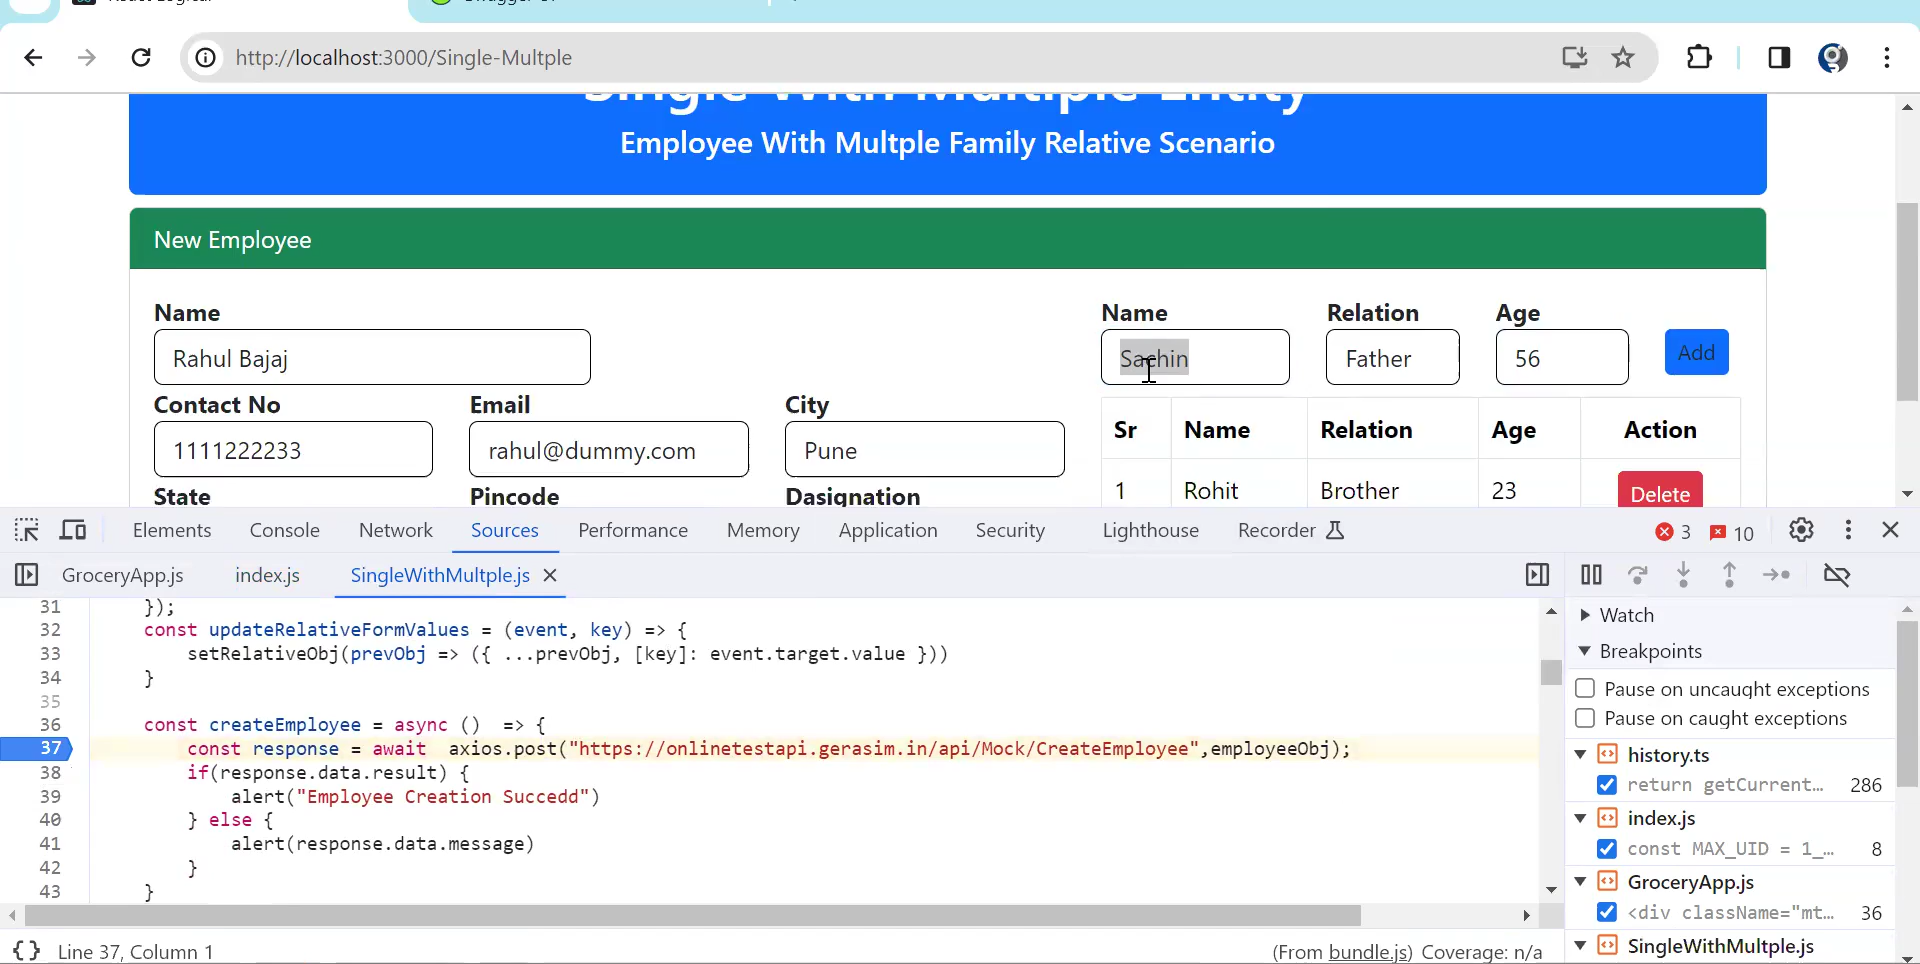 http://localhost:3000/Single-Multple
Single With Multiple Entity
Employee With Multple Family Relative Scenario
New Employee
Name
Rahul Bajaj
Name Relation Age
Sachin Father 56 Add
Contact No Email City
1111222233 rahul@dummy.com Pune
State Pincode Dasignation
Sr Name Relation Age Action
1 Rohit Brother 23 Delete
Elements Console Network Sources Performance Memory Application Security Lighthouse Recorder 3 10
GroceryApp.js index.js SingleWithMultple.js
31 });
32 const updateRelativeFormValues = (event, key) => {
33 setRelativeObj(prevObj => ({ ...prevObj, [key]: event.target.value }))
34 }
35
36 const createEmployee = async () => {
37 const response = await axios.post("https://onlinetestapi.gerasim.in/api/Mock/CreateEmployee",employeeObj);
38 if(response.data.result) {
39 alert("Employee Creation Succedd")
40 } else {
41 alert(response.data.message)
42 }
43 }
{} Line 37, Column 1 (From bundle.js) Coverage: n/a
Watch
Breakpoints
Pause on uncaught exceptions
Pause on caught exceptions
history.ts
return getCurrent… 286
index.js
const MAX_UID = 1_… 8
GroceryApp.js
<div className="mt… 36
SingleWithMultple.js